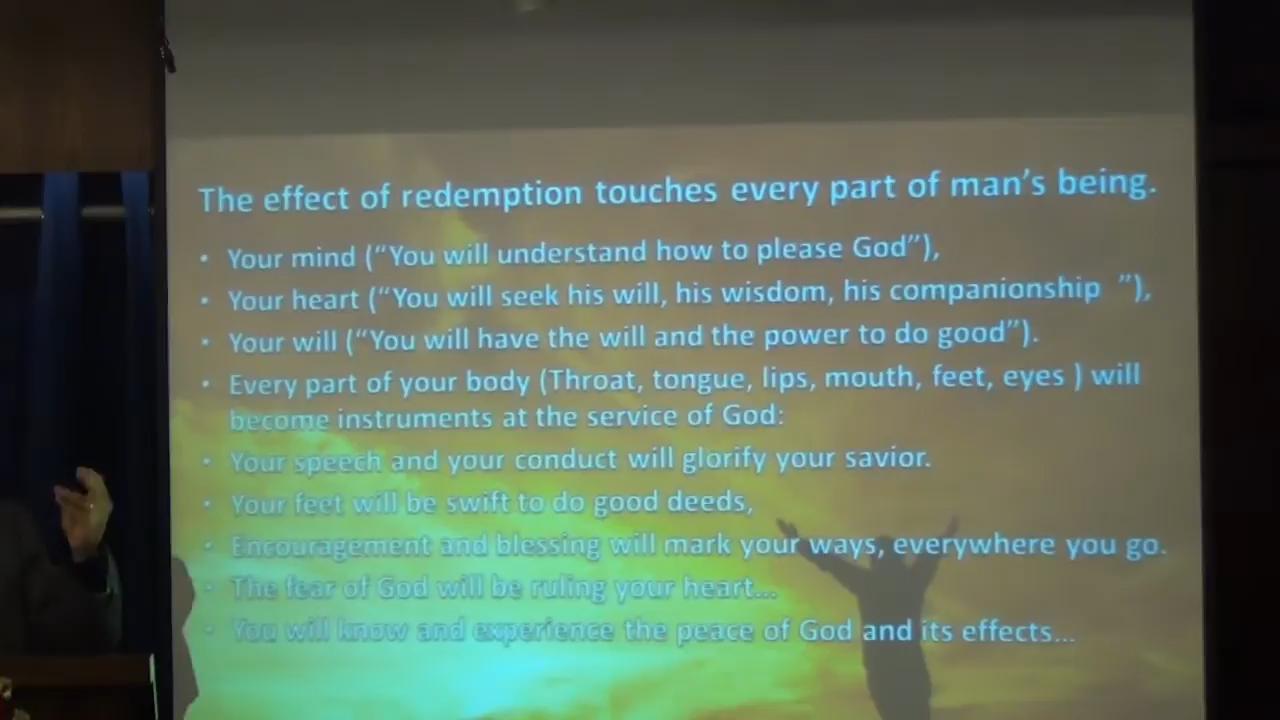 The effect of redemption touches every part of man's being.
• Your mind (“You will understand how to please God”),
• Your heart (“You will seek his will, his wisdom, his companionship ”),
• Your will (“You will have the will and the power to do good”).
• Every part of your body (Throat, tongue, lips, mouth, feet, eyes ) will
become instruments at the service of God:
• Your speech and your conduct will glorify your savior.
• Your feet will be swift to do good deeds,
• Encouragement and blessing will mark your ways, everywhere you go.
• The fear of God will be ruling your heart...
• You will know and experience the peace of God and its effects...